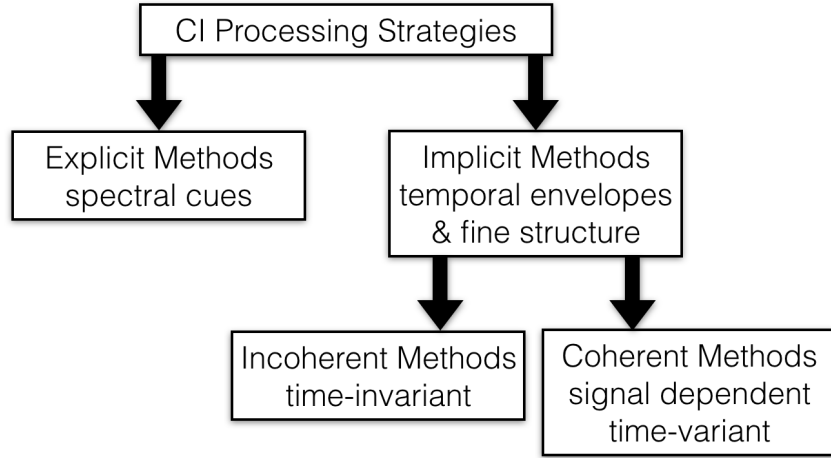 CI Processing Strategies
Explicit Methods
spectral cues
Implicit Methods
temporal envelopes
& fine structure
Incoherent Methods
time-invariant
Coherent Methods
signal dependent
time-variant